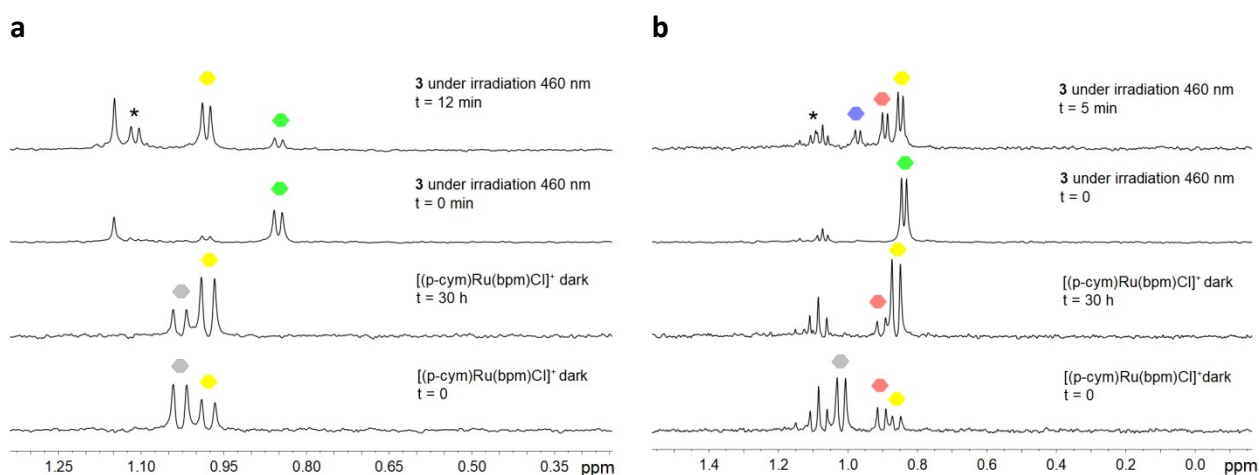 a
3 under irradiation 460 nm
t = 12 min
*
3 under irradiation 460 nm
t = 0 min
[(p-cym)Ru(bpm)Cl]⁺ dark
t = 30 h
[(p-cym)Ru(bpm)Cl]⁺ dark
t = 0
1.25 1.10 0.95 0.80 0.65 0.50 0.35 ppm
b
3 under irradiation 460 nm
t = 5 min
*
3 under irradiation 460 nm
t = 0
[(p-cym)Ru(bpm)Cl]⁺ dark
t = 30 h
[(p-cym)Ru(bpm)Cl]⁺dark
t = 0
1.4 1.2 1.0 0.8 0.6 0.4 0.2 0.0 ppm